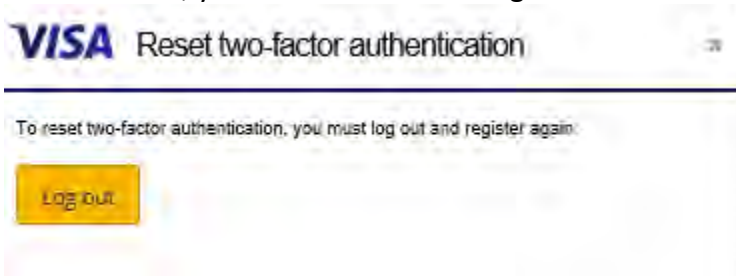 VISA Reset two-factor authentication
To reset two-factor authentication, you must log out and register again.
Log out